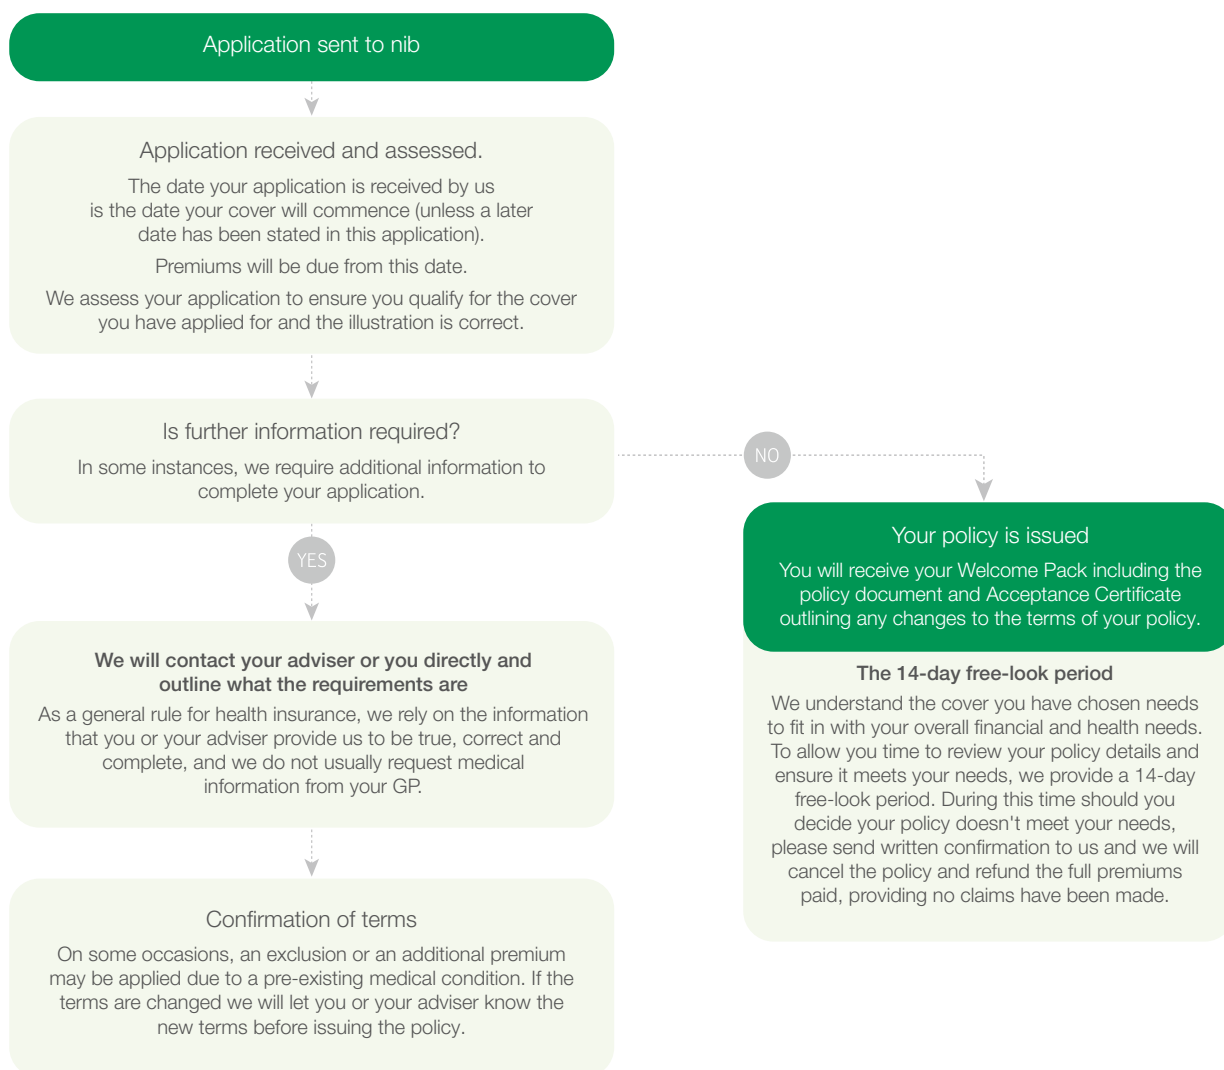 Application sent to nib
Application received and assessed.
The date your application is received by us
is the date your cover will commence (unless a later
date has been stated in this application).
Premiums will be due from this date.
We assess your application to ensure you qualify for the cover
you have applied for and the illustration is correct.
Is further information required?
In some instances, we require additional information to
complete your application.
NO
YES
Your policy is issued
You will receive your Welcome Pack including the
policy document and Acceptance Certificate
outlining any changes to the terms of your policy.
The 14-day free-look period
We understand the cover you have chosen needs
to fit in with your overall financial and health needs.
To allow you time to review your policy details and
ensure it meets your needs, we provide a 14-day
free-look period. During this time should you
decide your policy doesn't meet your needs,
please send written confirmation to us and we will
cancel the policy and refund the full premiums
paid, providing no claims have been made.
We will contact your adviser or you directly and
outline what the requirements are
As a general rule for health insurance, we rely on the information
that you or your adviser provide us to be true, correct and
complete, and we do not usually request medical
information from your GP.
Confirmation of terms
On some occasions, an exclusion or an additional premium
may be applied due to a pre-existing medical condition. If the
terms are changed we will let you or your adviser know the
new terms before issuing the policy.